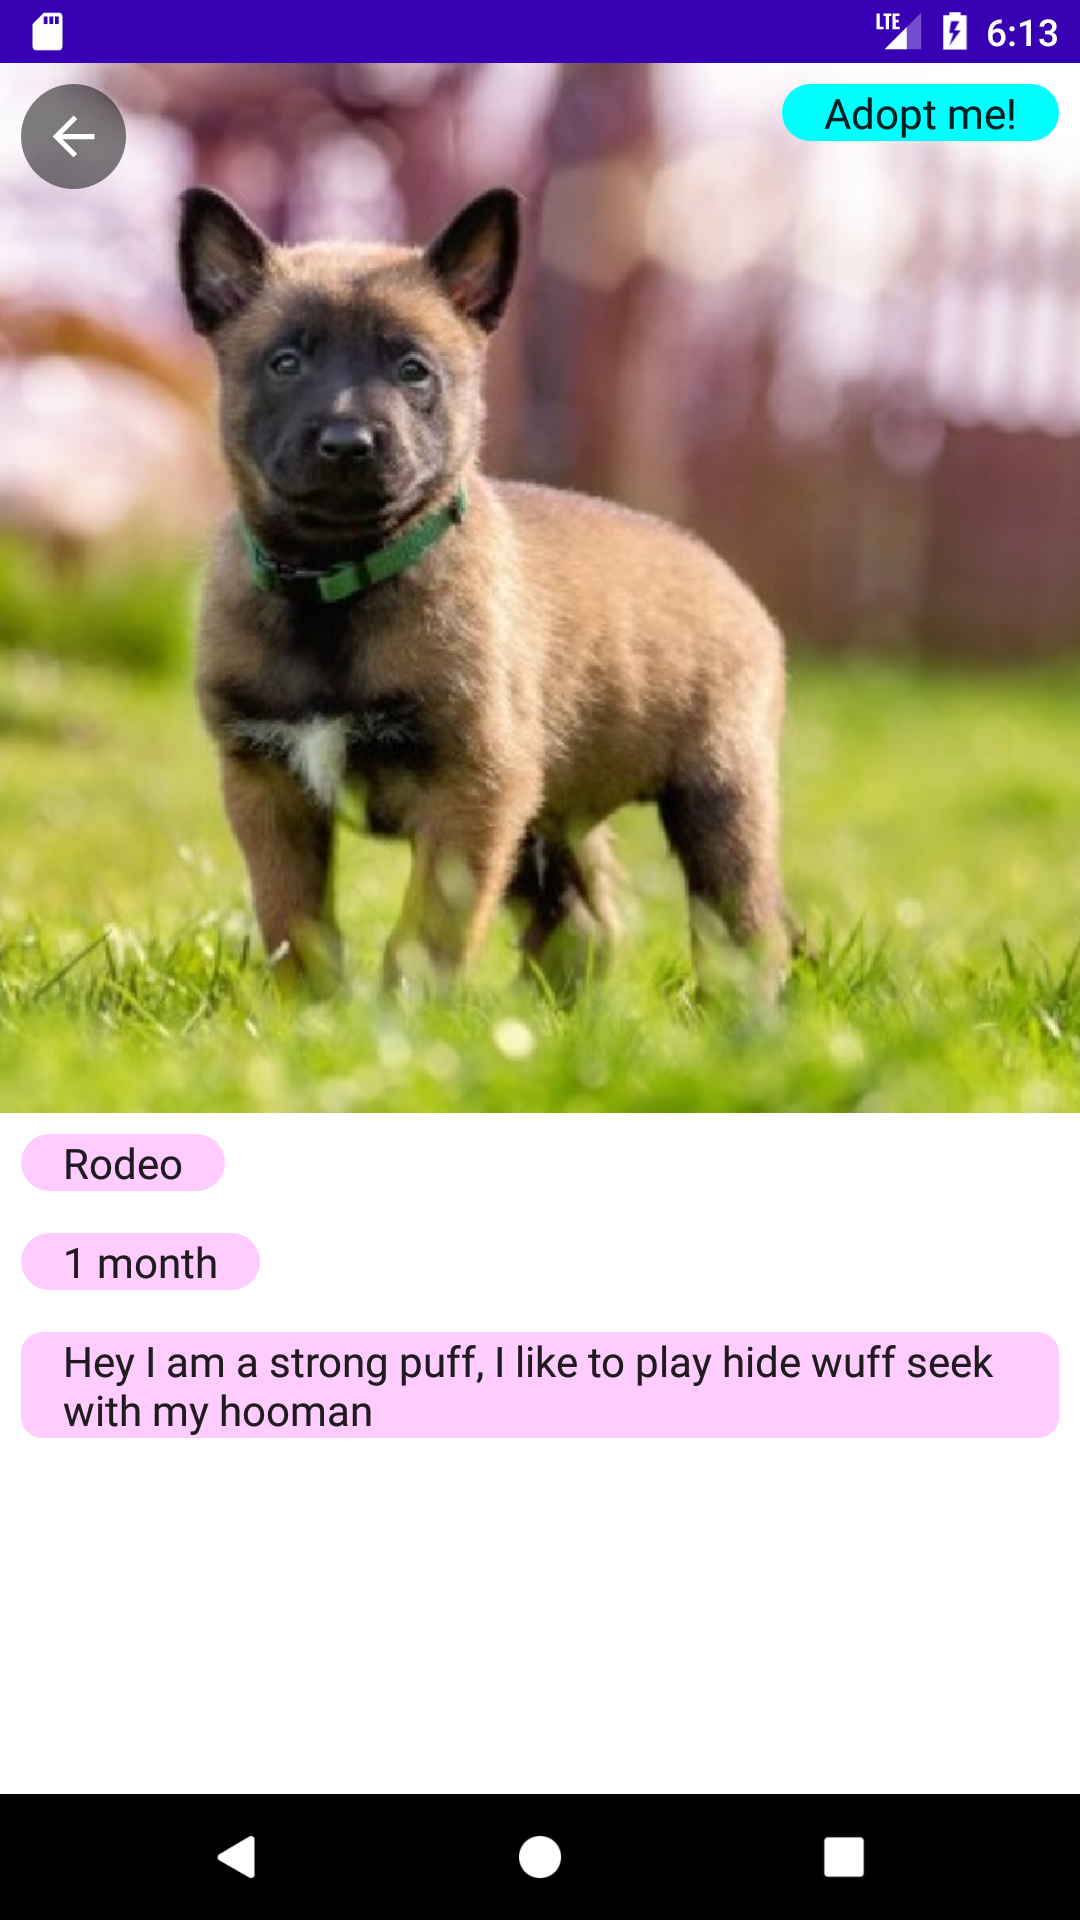 LTE 6:13
Adopt me!
Rodeo
1 month
Hey I am a strong puff, I like to play hide wuff seek
with my hooman